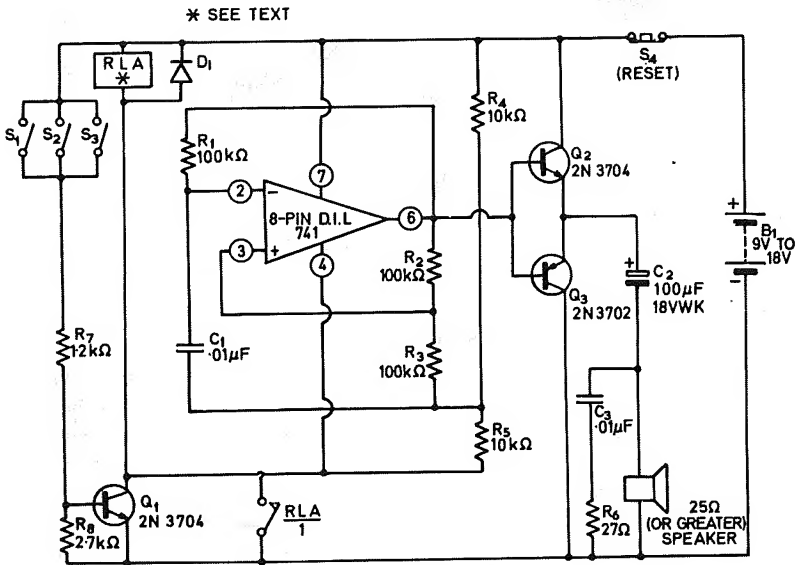 * SEE TEXT
RLA
*
D1
S4
(RESET)
S1
S2
S3
R1
100kΩ
R4
10kΩ
Q2
2N 3704
7
2
−
8-PIN D.I.L
741
6
3
+
4
R2
100kΩ
Q3
2N3702
+
B1
9V TO
18V
−
+
C2
100µF
18VWK
R7
1·2kΩ
C1
·01µF
R3
100kΩ
C3
·01µF
R5
10kΩ
Q1
2N 3704
R8
2·7kΩ
RLA
1
R6
27Ω
25Ω
(OR GREATER)
SPEAKER